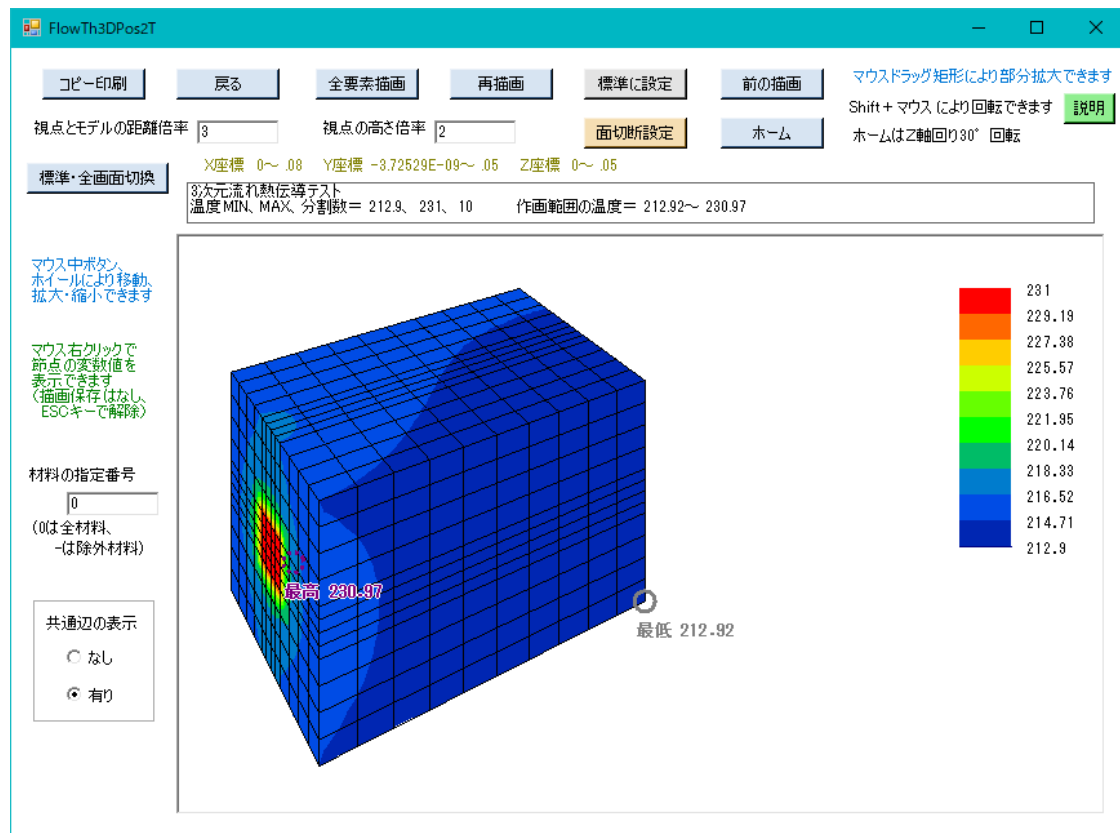 FlowTh3DPos2T
コピー印刷
戻る
全要素描画
再描画
標準に設定
前の描画
マウスドラッグ矩形により部分拡大できます
Shift+マウスにより回転できます
説明
視点とモデルの距離倍率 3
視点の高さ倍率 2
面切断設定
ホーム
ホームはZ軸回り30°回転
標準・全画面切換
X座標 0～ .08 Y座標 -3.72529E-09～ .05 Z座標 0～ .05
3次元流れ熱伝導テスト
温度MIN、MAX、分割数＝ 212.9、 231、 10 作画範囲の温度＝ 212.92～ 230.97
マウス中ボタン、
ホイールにより移動、
拡大・縮小できます
マウス右クリックで
節点の変数値を
表示できます
(描画保存はなし、
ESCキーで解除)
材料の指定番号
0
(0は全材料、
-は除外材料)
共通辺の表示
なし
有り
最高 230.97
最低 212.92
231
229.19
227.38
225.57
223.76
221.95
220.14
218.33
216.52
214.71
212.9